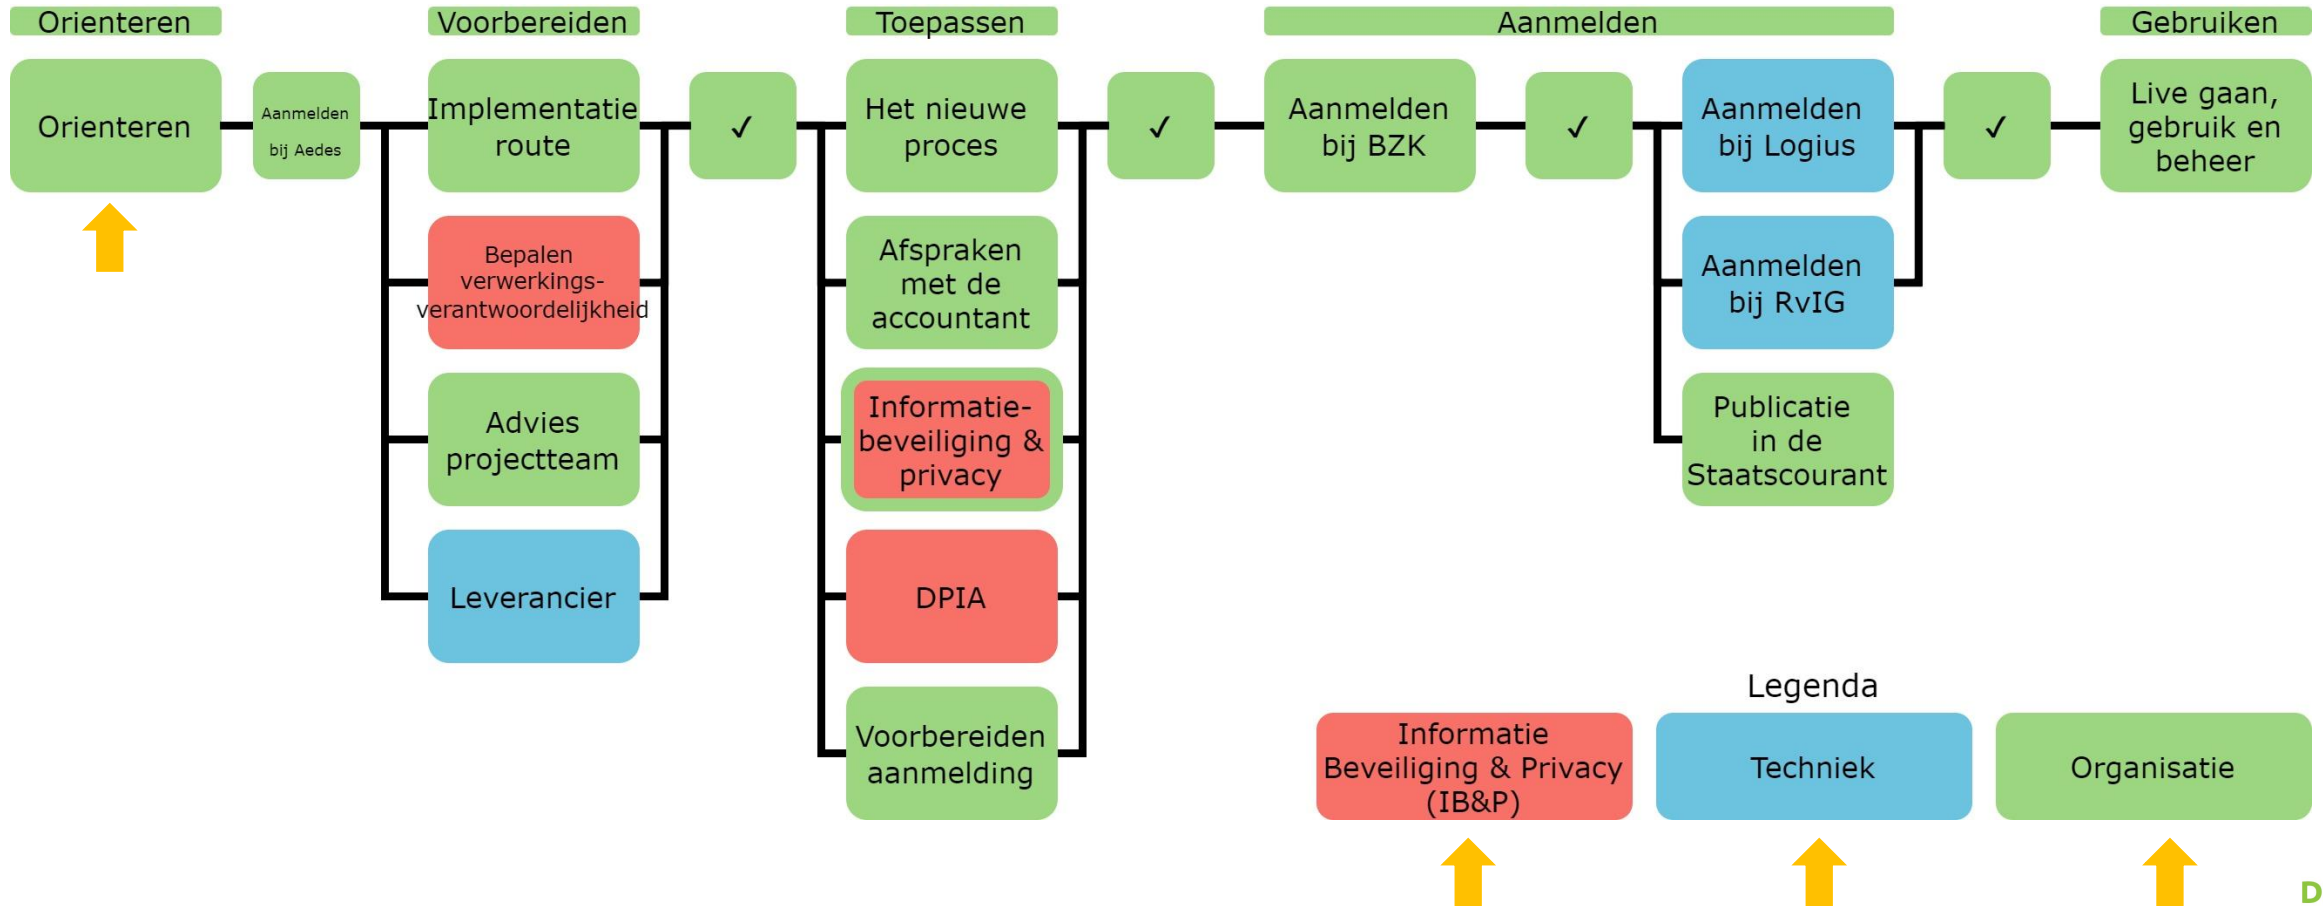 Orienteren
Voorbereiden
Toepassen
Aanmelden
Gebruiken
Orienteren
Aanmelden
bij Aedes
Implementatie
route
✓
Het nieuwe
proces
✓
Aanmelden
bij BZK
✓
Aanmelden
bij Logius
✓
Live gaan,
gebruik en
beheer
Bepalen
verwerkings-
verantwoordelijkheid
Afspraken
met de
accountant
Aanmelden
bij RvIG
Advies
projectteam
Informatie-
beveiliging &
privacy
Publicatie
in de
Staatscourant
Leverancier
DPIA
Voorbereiden
aanmelding
Legenda
Informatie
Beveiliging & Privacy
(IB&P)
Techniek
Organisatie
D